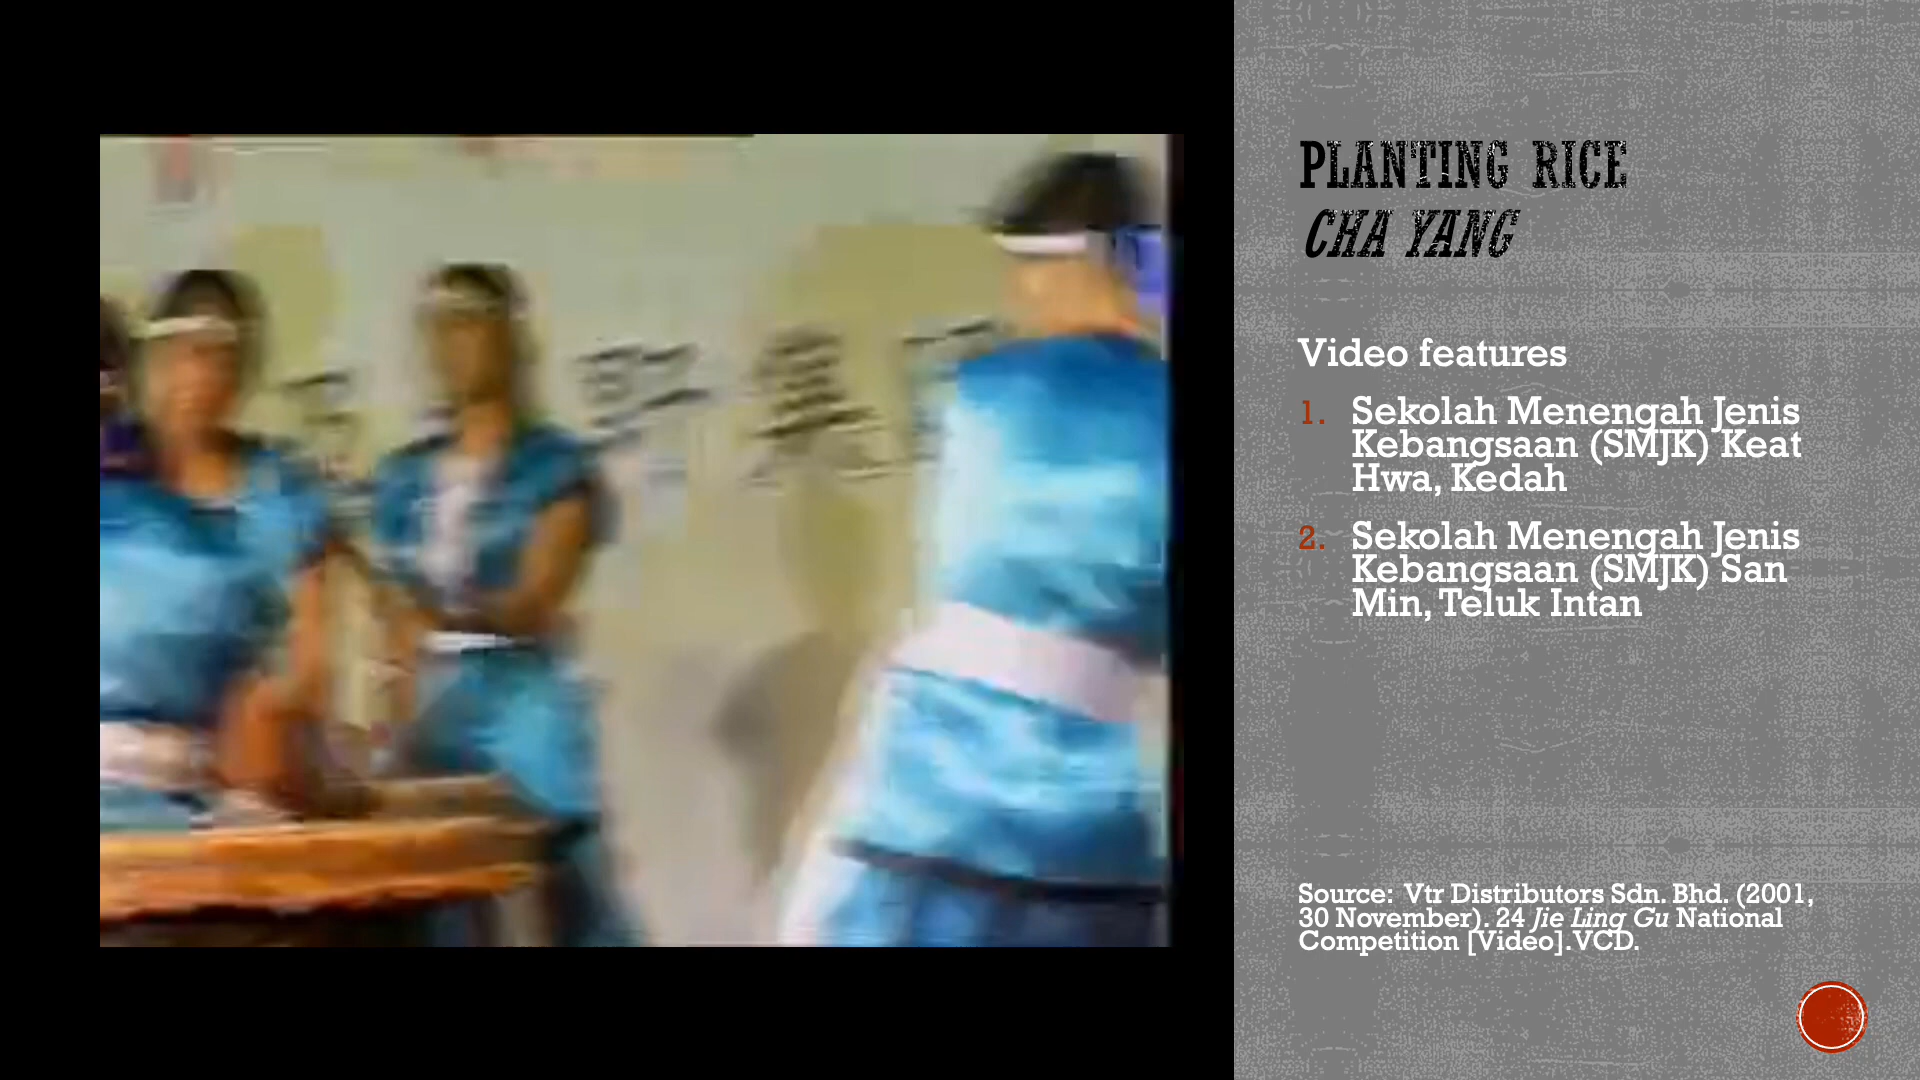 PLANTING RICE
CHA YANG
Video features
1. Sekolah Menengah Jenis
Kebangsaan (SMJK) Keat
Hwa, Kedah
2. Sekolah Menengah Jenis
Kebangsaan (SMJK) San
Min, Teluk Intan
Source: Vtr Distributors Sdn. Bhd. (2001,
30 November). 24 Jie Ling Gu National
Competition [Video].VCD.